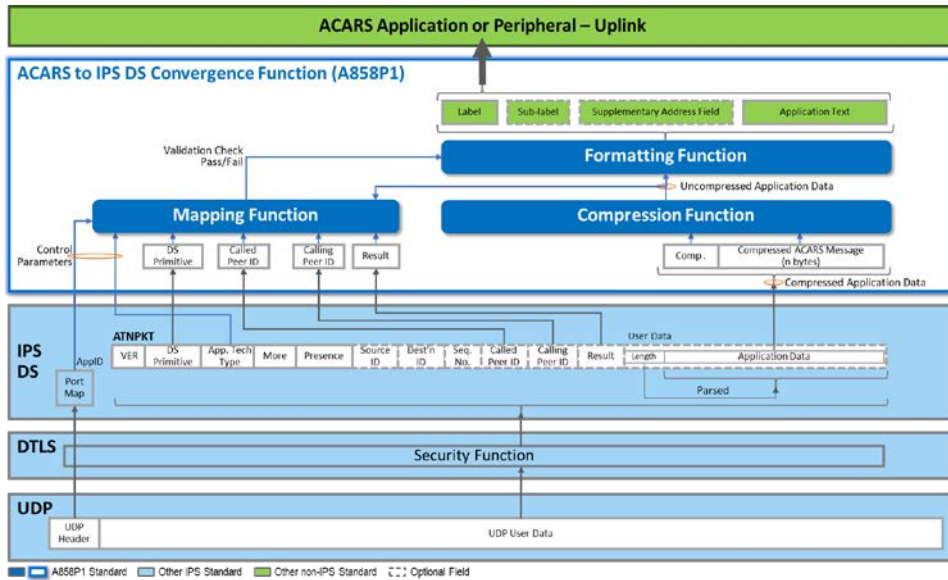 ACARS Application or Peripheral – Uplink
ACARS to IPS DS Convergence Function (A858P1)
Label
Sub-label
Supplementary Address Field
Application Text
Validation Check
Pass/Fail
Formatting Function
Uncompressed Application Data
Mapping Function
Compression Function
Control
Parameters
DS
Primitive
Called
Peer ID
Calling
Peer ID
Result
Comp.
Compressed ACARS Message
(n bytes)
Compressed Application Data
IPS
DS
AppID
ATNPKT
User Data
VER
DS
Primitive
App. Tech
Type
More
Presence
Source
ID
Dest'n
ID
Seq.
No.
Called
Peer ID
Calling
Peer ID
Result
Length
Application Data
Port
Map
Parsed
DTLS
Security Function
UDP
UDP
Header
UDP User Data
A858P1 Standard
Other IPS Standard
Other non-IPS Standard
Optional Field